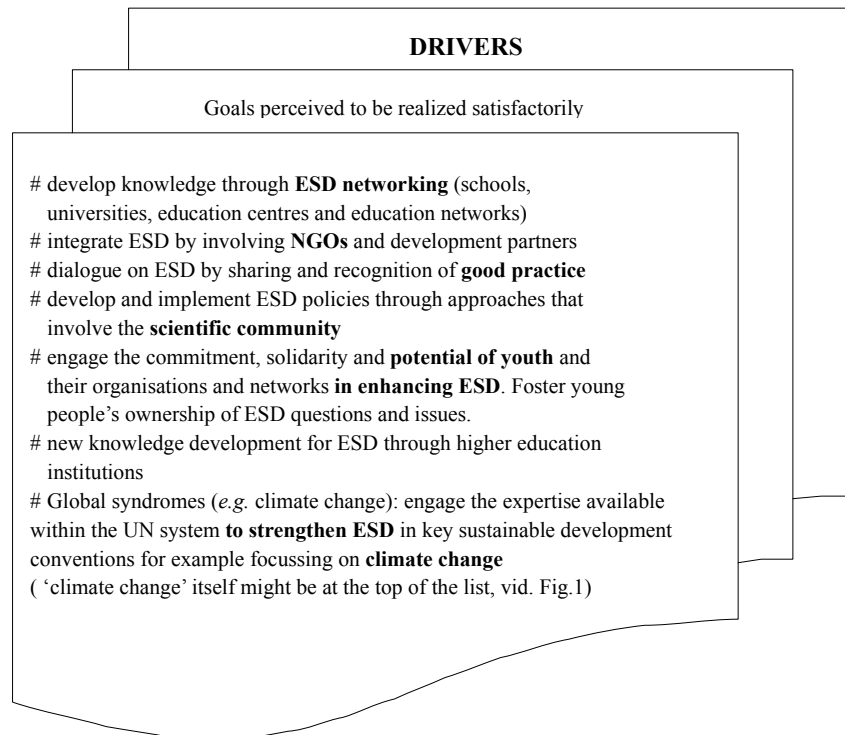 DRIVERS
Goals perceived to be realized satisfactorily
# develop knowledge through ESD networking (schools,
universities, education centres and education networks)
# integrate ESD by involving NGOs and development partners
# dialogue on ESD by sharing and recognition of good practice
# develop and implement ESD policies through approaches that
involve the scientific community
# engage the commitment, solidarity and potential of youth and
their organisations and networks in enhancing ESD. Foster young
people’s ownership of ESD questions and issues.
# new knowledge development for ESD through higher education
institutions
# Global syndromes (e.g. climate change): engage the expertise available
within the UN system to strengthen ESD in key sustainable development
conventions for example focussing on climate change
( ‘climate change’ itself might be at the top of the list, vid. Fig.1)